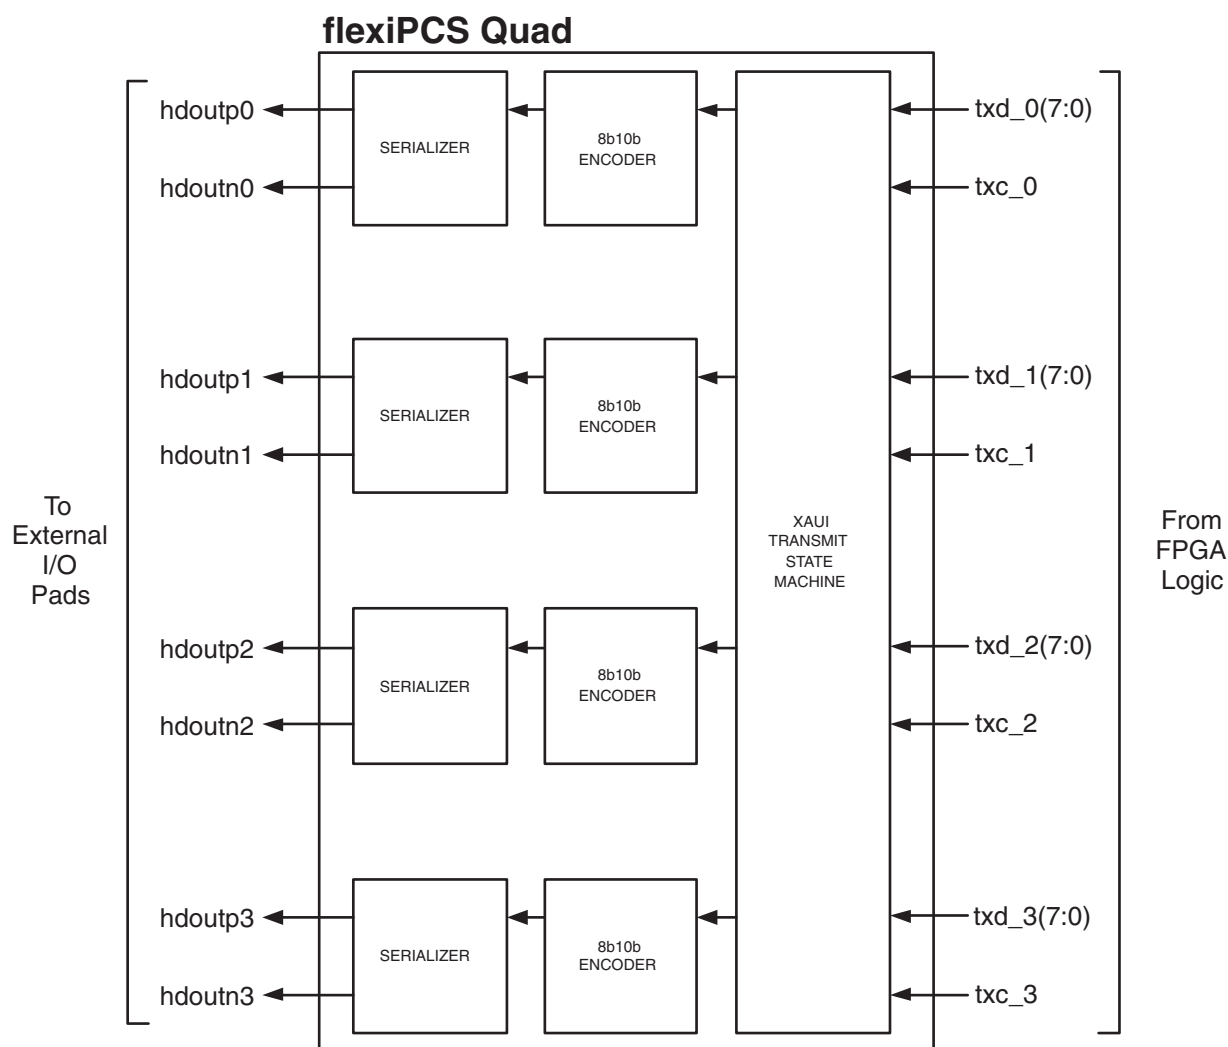 flexiPCS Quad
hdoutp0
hdoutn0
SERIALIZER
8b10b
ENCODER
txd_0(7:0)
txc_0
hdoutp1
hdoutn1
SERIALIZER
8b10b
ENCODER
txd_1(7:0)
txc_1
To
External
I/O
Pads
XAUI
TRANSMIT
STATE
MACHINE
From
FPGA
Logic
hdoutp2
hdoutn2
SERIALIZER
8b10b
ENCODER
txd_2(7:0)
txc_2
hdoutp3
hdoutn3
SERIALIZER
8b10b
ENCODER
txd_3(7:0)
txc_3